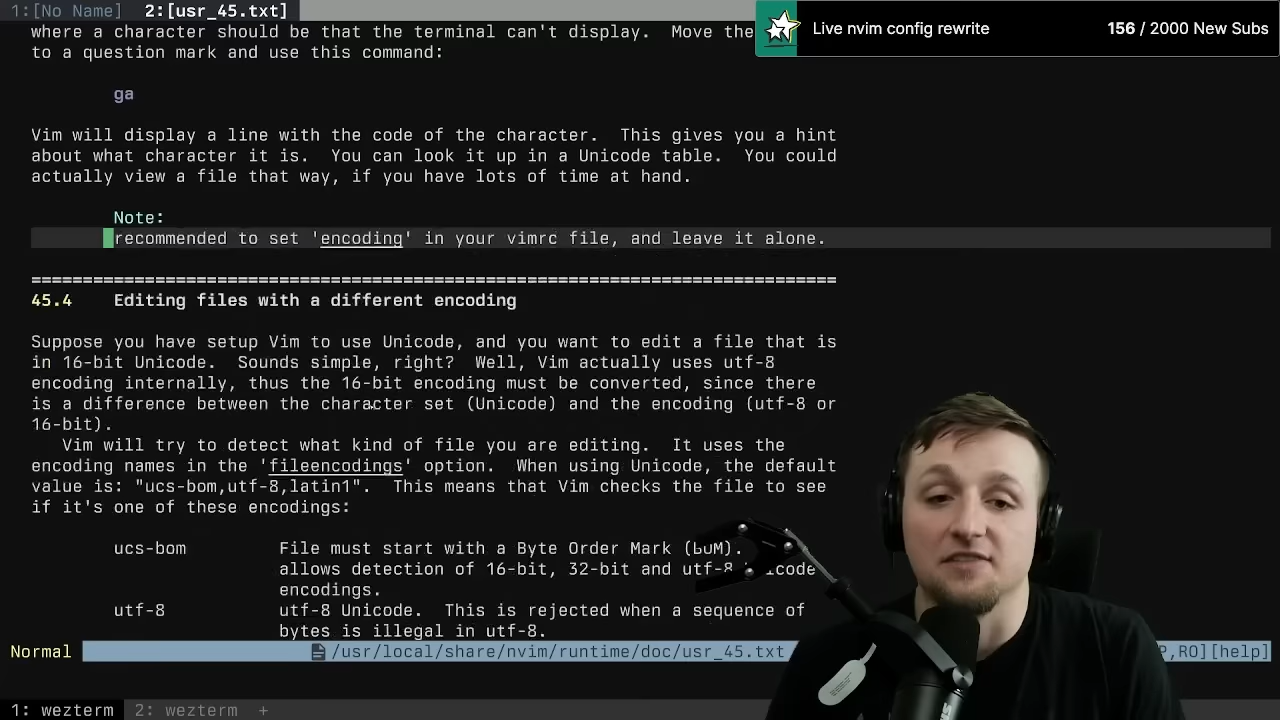 1:[No Name]  2:[usr_45.txt]
Live nvim config rewrite
156 / 2000 New Subs
where a character should be that the terminal can't display.  Move the
to a question mark and use this command:
ga
Vim will display a line with the code of the character.  This gives you a hint
about what character it is.  You can look it up in a Unicode table.  You could
actually view a file that way, if you have lots of time at hand.
Note:
recommended to set 'encoding' in your vimrc file, and leave it alone.
==============================================================================
45.4    Editing files with a different encoding
Suppose you have setup Vim to use Unicode, and you want to edit a file that is
in 16-bit Unicode.  Sounds simple, right?  Well, Vim actually uses utf-8
encoding internally, thus the 16-bit encoding must be converted, since there
is a difference between the character set (Unicode) and the encoding (utf-8 or
16-bit).
Vim will try to detect what kind of file you are editing.  It uses the
encoding names in the 'fileencodings' option.  When using Unicode, the default
value is: "ucs-bom,utf-8,latin1".  This means that Vim checks the file to see
if it's one of these encodings:
ucs-bom         File must start with a Byte Order Mark (BOM).
allows detection of 16-bit, 32-bit and utf-8 Unicode
encodings.
utf-8           utf-8 Unicode.  This is rejected when a sequence of
bytes is illegal in utf-8.
Normal  /usr/local/share/nvim/runtime/doc/usr_45.txt  P,RO][help]
1: wezterm  2: wezterm  +